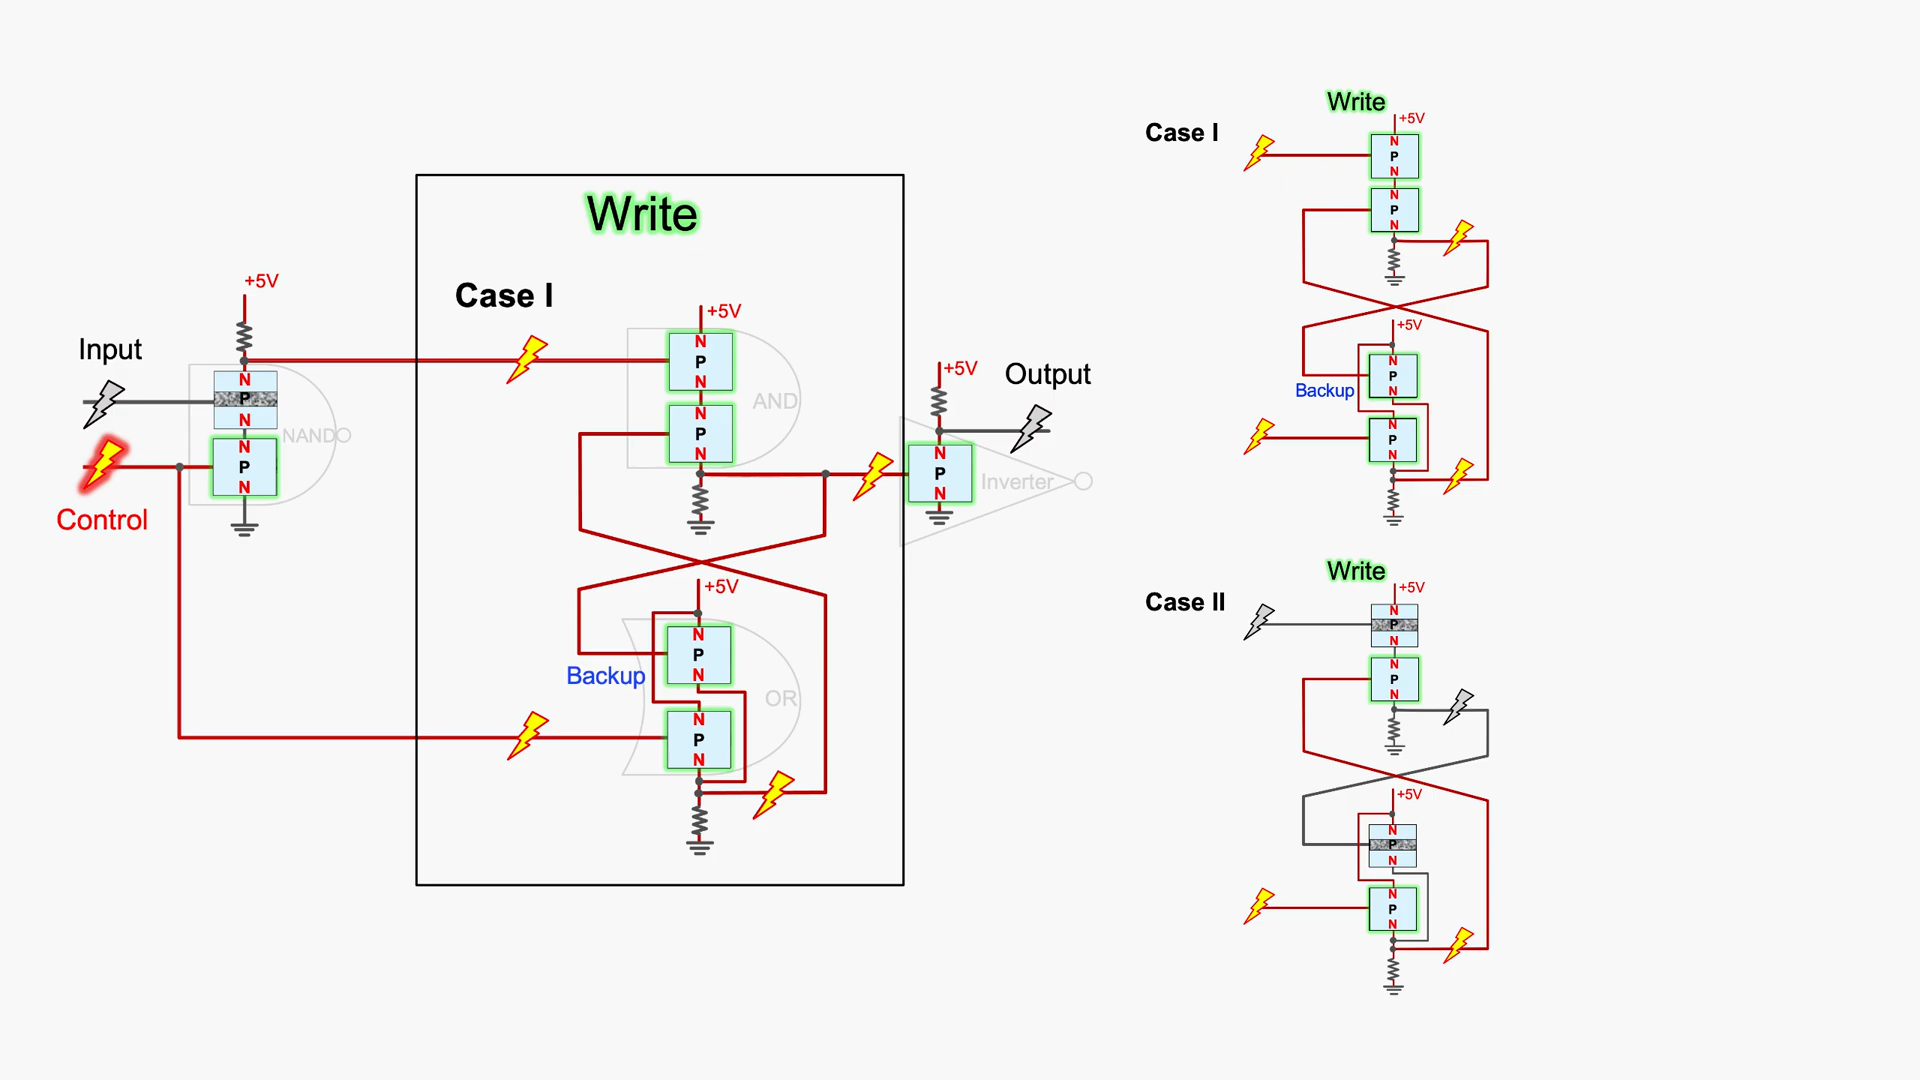 Write
Case I
+5V
Input
N
P
N
NAND
N
P
N
Control
+5V
N
P
N
AND
N
P
N
+5V
Backup
N
P
N
OR
N
P
N
+5V
Output
N
P
N
Inverter
Write
Case I
+5V
N
P
N
N
P
N
+5V
Backup
N
P
N
N
P
N
Write
Case II
+5V
N
P
N
N
P
N
+5V
N
P
N
N
P
N